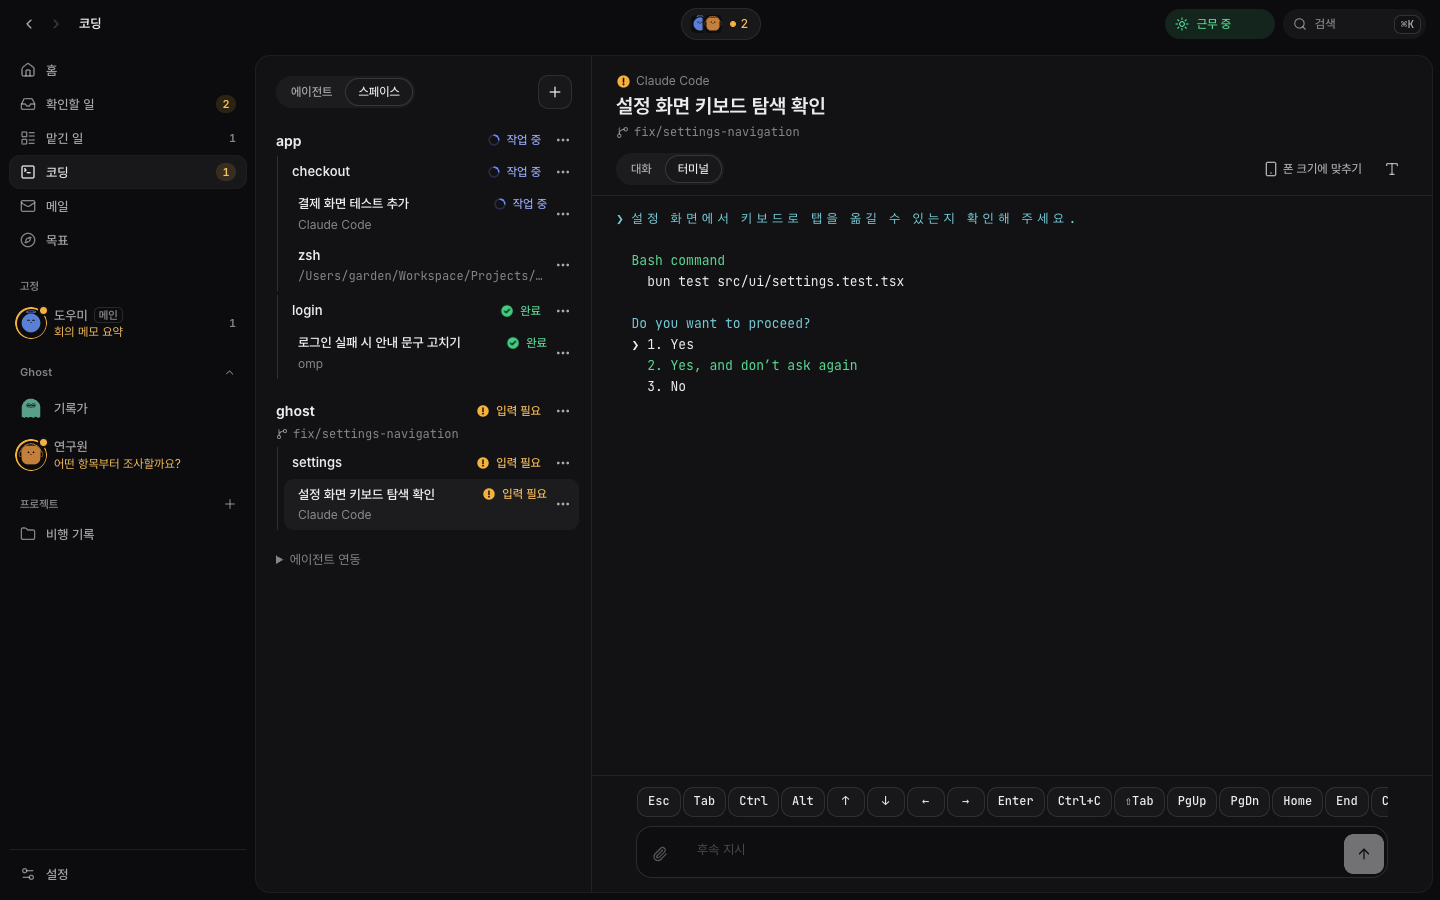 코딩
2
근무 중
검색
⌘K
홈
확인할 일 2
맡긴 일 1
코딩 1
메일
목표
고정
도우미 메인
회의 메모 요약
1
Ghost
기록가
연구원
어떤 항목부터 조사할까요?
프로젝트
비행 기록
설정
에이전트 스페이스
app 작업 중
checkout 작업 중
결제 화면 테스트 추가 작업 중
Claude Code
zsh
/Users/garden/Workspace/Projects/…
login 완료
로그인 실패 시 안내 문구 고치기 완료
omp
ghost 입력 필요
fix/settings-navigation
settings 입력 필요
설정 화면 키보드 탐색 확인 입력 필요
Claude Code
에이전트 연동
Claude Code
설정 화면 키보드 탐색 확인
fix/settings-navigation
대화 터미널
폰 크기에 맞추기
❯ 설정 화면에서 키보드로 탭을 옮길 수 있는지 확인해 주세요.
Bash command
bun test src/ui/settings.test.tsx
Do you want to proceed?
❯ 1. Yes
2. Yes, and don’t ask again
3. No
Esc Tab Ctrl Alt ↑ ↓ ← → Enter Ctrl+C ⇧Tab PgUp PgDn Home End C
후속 지시